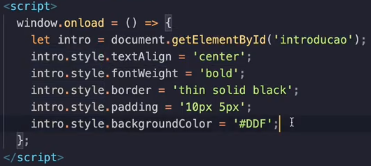 <script>
window.onload = () => {
let intro = document.getElementById('introducao');
intro.style.textAlign = 'center';
intro.style.fontWeight = 'bold';
intro.style.border = 'thin solid black';
intro.style.padding = '10px 5px';
intro.style.backgroundColor = '#DDF';
};
</script>